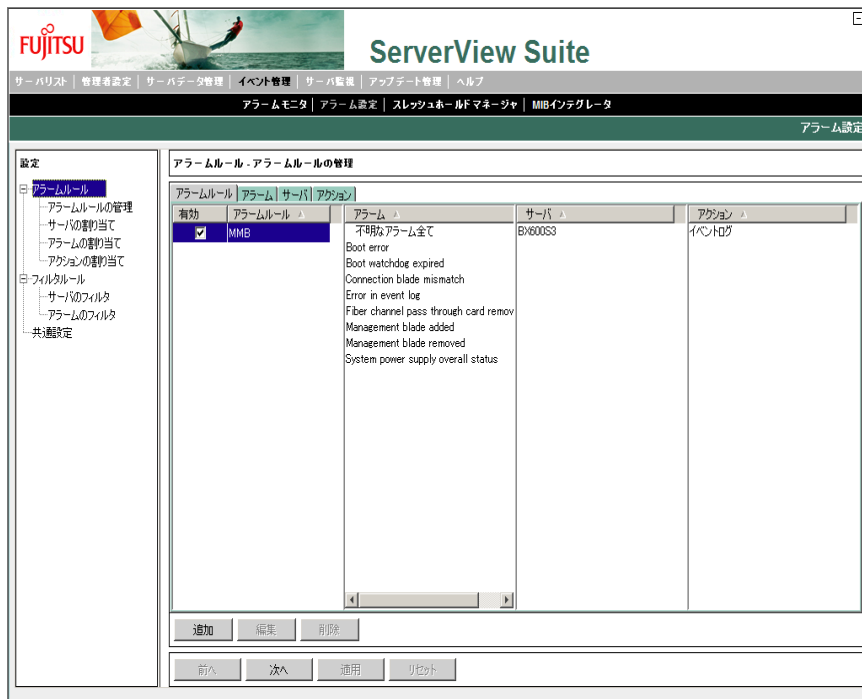 FUJITSU
ServerView Suite
サーバリスト | 管理者設定 | サーバデータ管理 | イベント管理 | サーバ監視 | アップデート管理 | ヘルプ
アラームモニタ | アラーム設定 | スレッシュホールドマネージャ | MIBインテグレータ
アラーム設定
設定
アラームルール
アラームルールの管理
サーバの割り当て
アラームの割り当て
アクションの割り当て
フィルタルール
サーバのフィルタ
アラームのフィルタ
共通設定
アラームルール - アラームルールの管理
アラームルール アラーム サーバ アクション
有効 アラームルール アラーム サーバ アクション
MMB 不明なアラーム全て BX600S3 イベントログ
Boot error
Boot watchdog expired
Connection blade mismatch
Error in event log
Fiber channel pass through card remov
Management blade added
Management blade removed
System power supply overall status
追加 編集 削除
前へ 次へ 適用 リセット